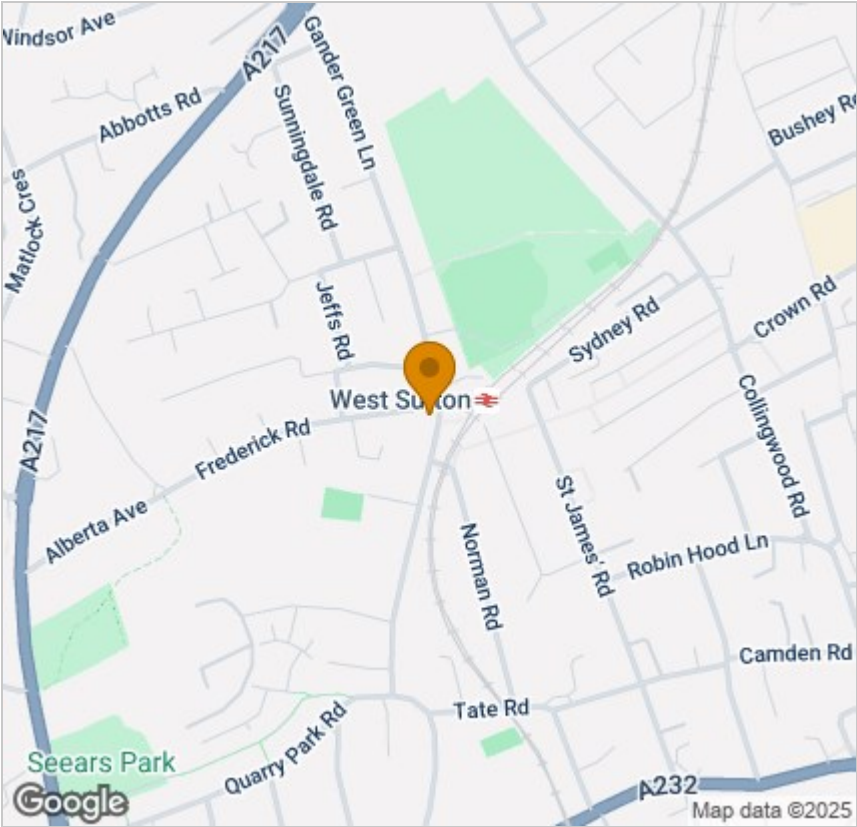 Windsor Ave
A217
Gander Green Ln
Abbotts Rd
Sunningdale Rd
Bushey Rd
Matlock Cres
Jeffs Rd
Sydney Rd
Crown Rd
West Sutton
Collingwood Rd
A217
Frederick Rd
Alberta Ave
St James' Rd
Norman Rd
Robin Hood Ln
Camden Rd
Tate Rd
Quarry Park Rd
Seears Park
A232
Google
Map data ©2025